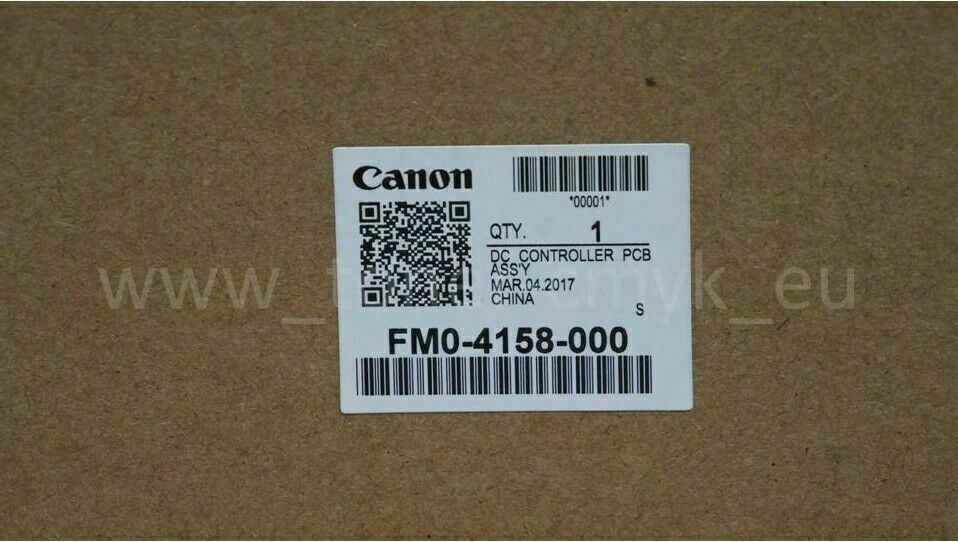 Canon
*00001*
QTY. 1
DC CONTROLLER PCB
ASS'Y
MAR.04.2017
CHINA
S
FM0-4158-000